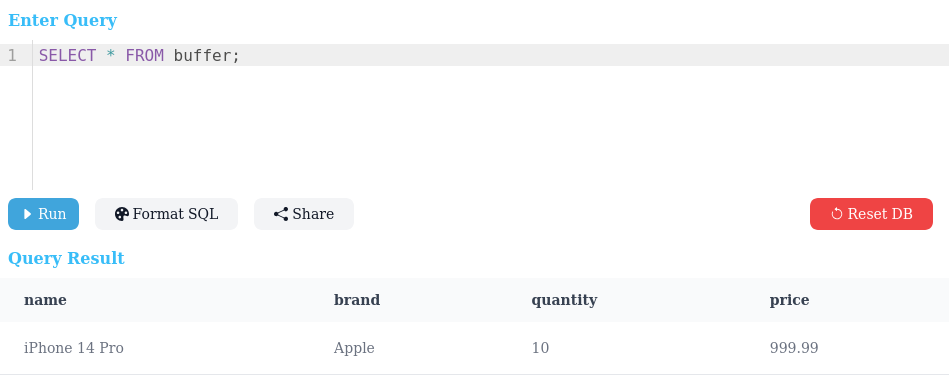 Enter Query
1 SELECT * FROM buffer;
Run Format SQL Share Reset DB
Query Result
name brand quantity price
iPhone 14 Pro Apple 10 999.99